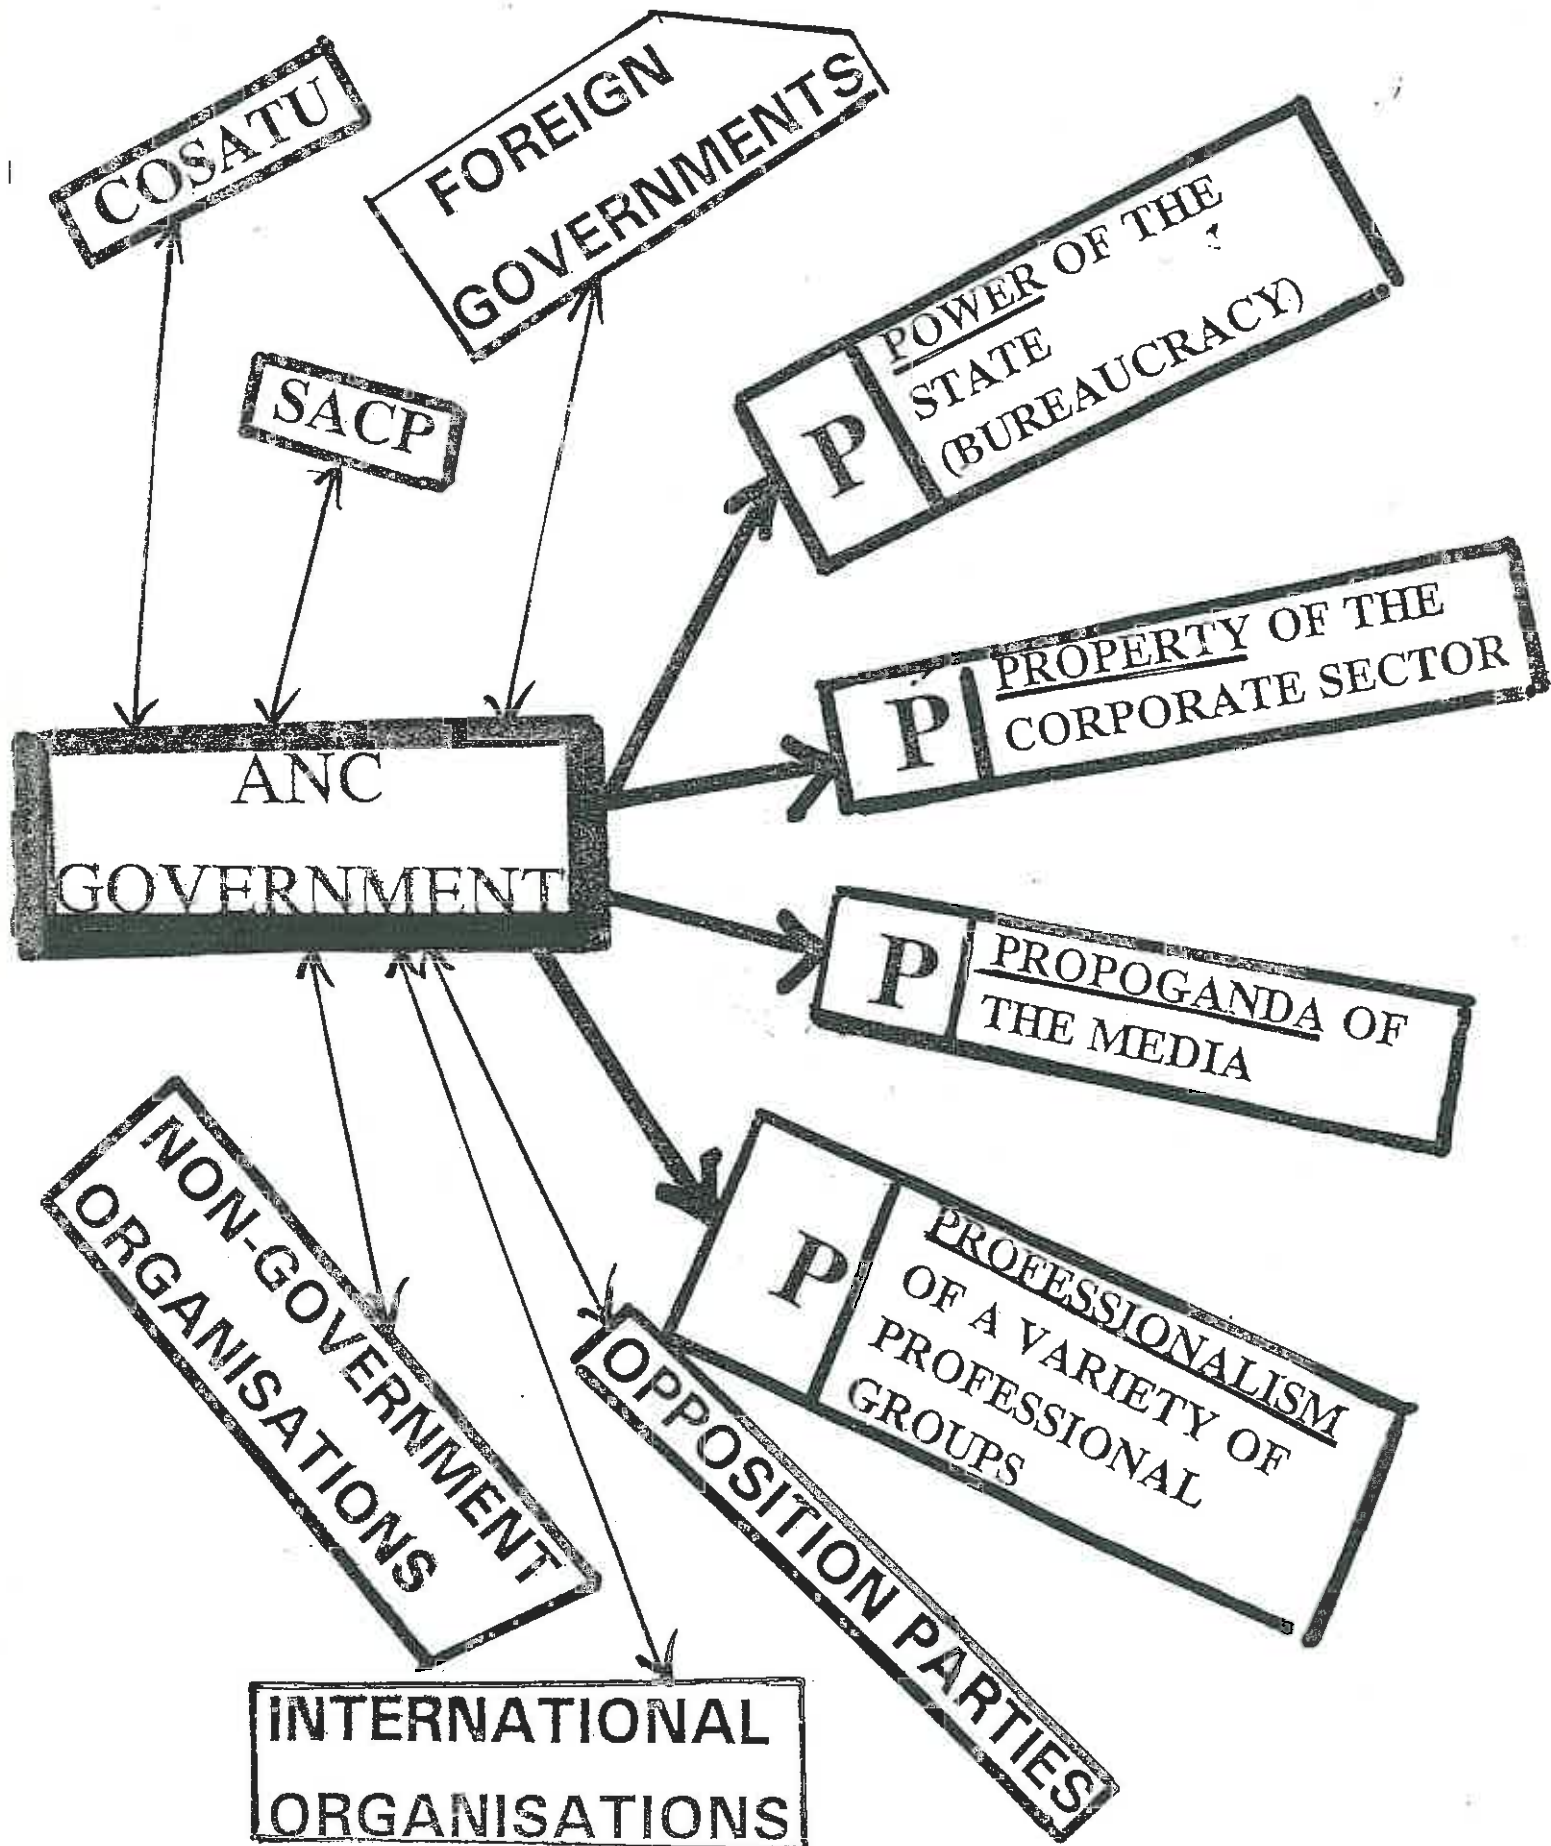 COSATU
FOREIGN
GOVERNMENTS
SACP
P
POWER OF THE
STATE
(BUREAUCRACY)
P
PROPERTY OF THE
CORPORATE SECTOR
ANC
GOVERNMENT
P
PROPOGANDA OF
THE MEDIA
P
PROFESSIONALISM
OF A VARIETY OF
PROFESSIONAL
GROUPS
NON-GOVERNMENT
ORGANISATIONS
OPPOSITION PARTIES
INTERNATIONAL
ORGANISATIONS